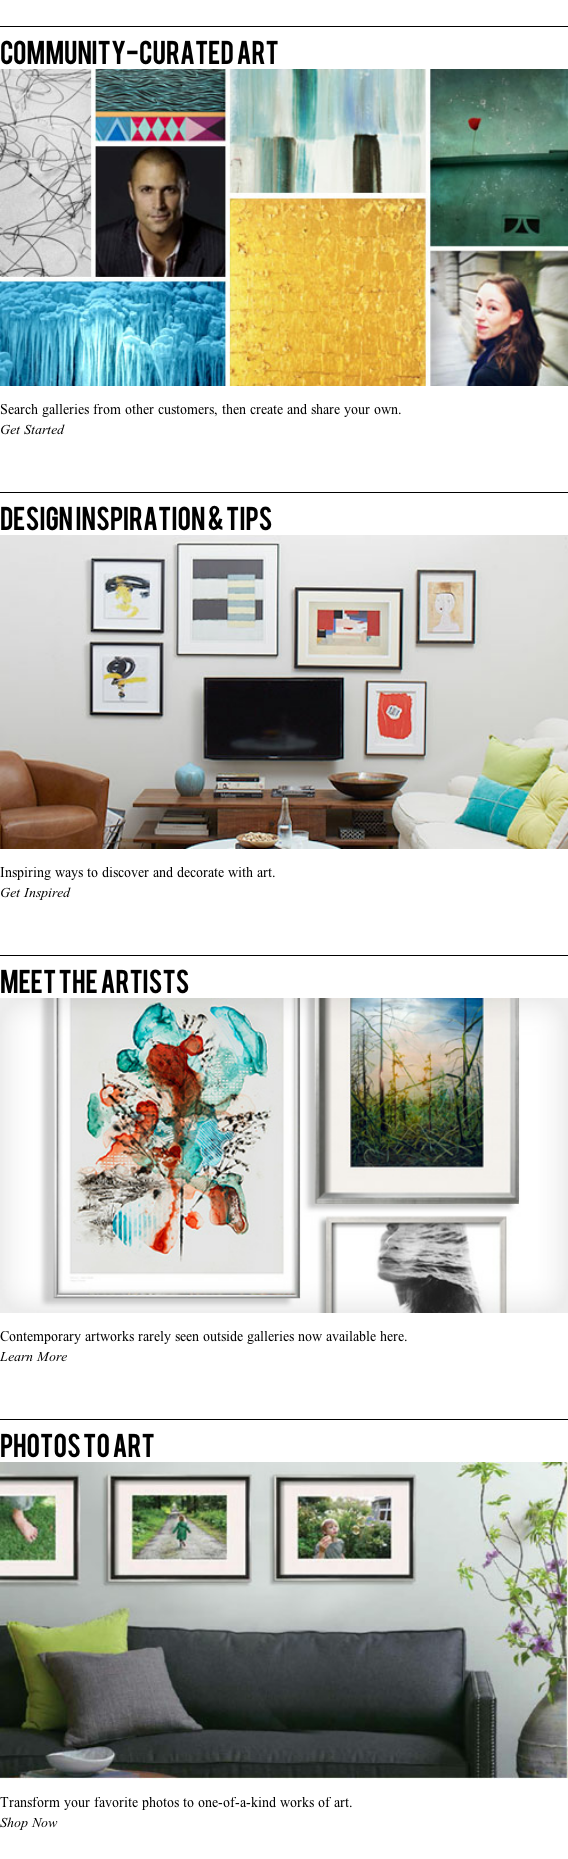 COMMUNITY-CURATED ART
Search galleries from other customers, then create and share your own.
Get Started
DESIGN INSPIRATION & TIPS
Inspiring ways to discover and decorate with art.
Get Inspired
MEET THE ARTISTS
Contemporary artworks rarely seen outside galleries now available here.
Learn More
PHOTOS TO ART
Transform your favorite photos to one-of-a-kind works of art.
Shop Now